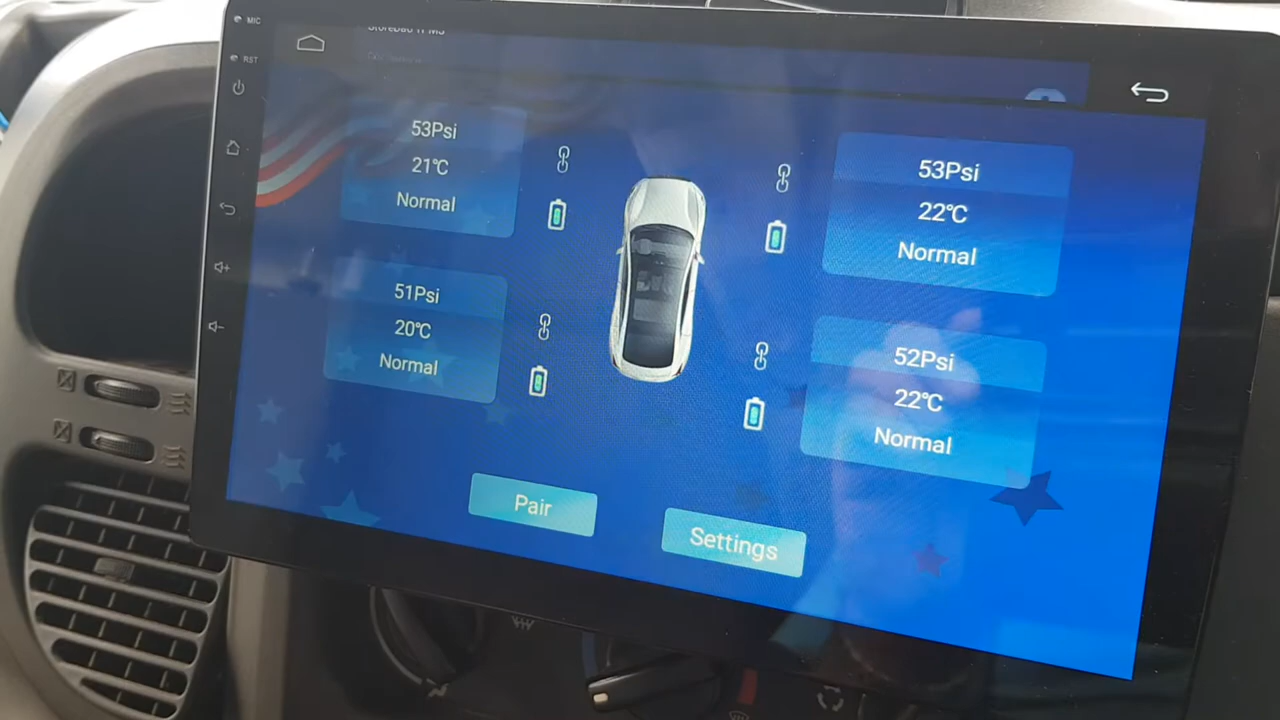 MIC
RST
53Psi
21℃
Normal
53Psi
22℃
Normal
51Psi
20℃
Normal
52Psi
22℃
Normal
Pair
Settings